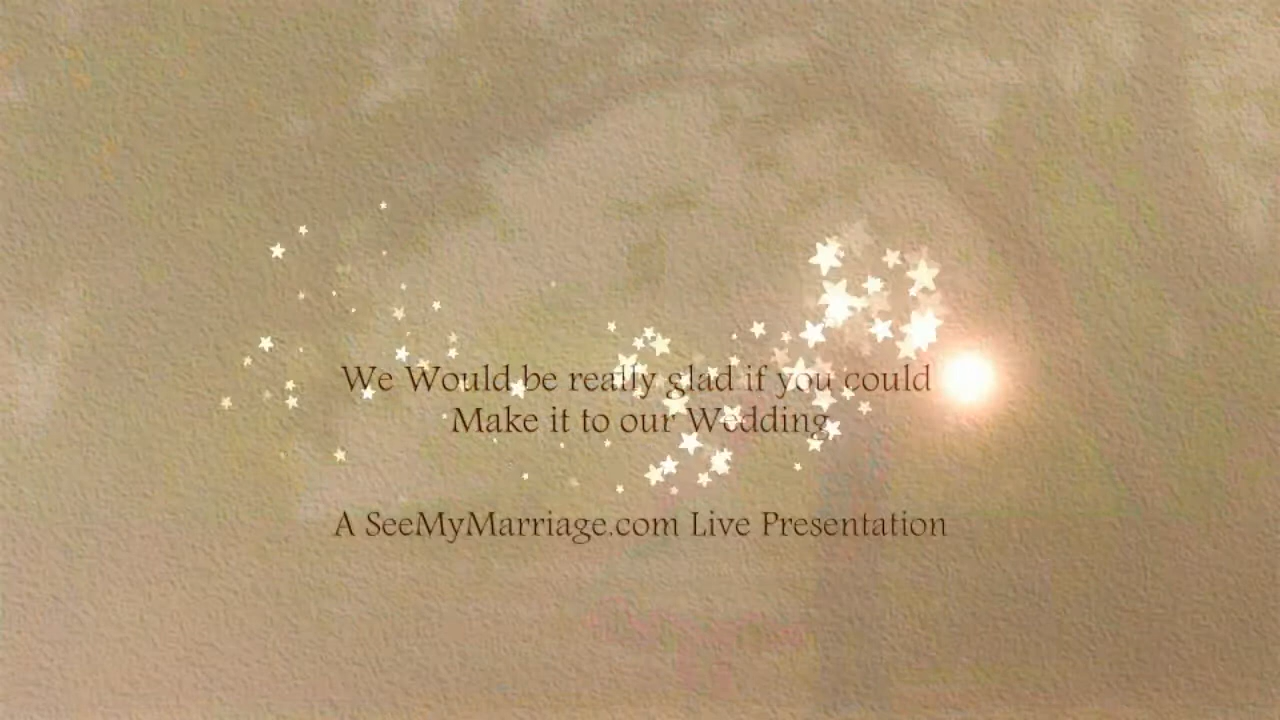 We Would be really glad if you could
Make it to our Wedding
A SeeMyMarriage.com Live Presentation